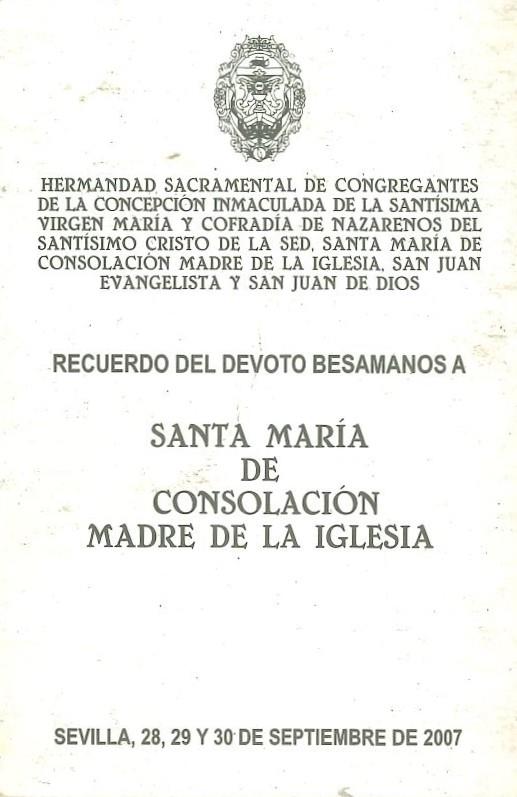 HERMANDAD SACRAMENTAL DE CONGREGANTES
DE LA CONCEPCIÓN INMACULADA DE LA SANTÍSIMA
VIRGEN MARÍA Y COFRADÍA DE NAZARENOS DEL
SANTÍSIMO CRISTO DE LA SED, SANTA MARÍA DE
CONSOLACIÓN MADRE DE LA IGLESIA, SAN JUAN
EVANGELISTA Y SAN JUAN DE DIOS
RECUERDO DEL DEVOTO BESAMANOS A
SANTA MARÍA
DE
CONSOLACIÓN
MADRE DE LA IGLESIA
SEVILLA, 28, 29 Y 30 DE SEPTIEMBRE DE 2007